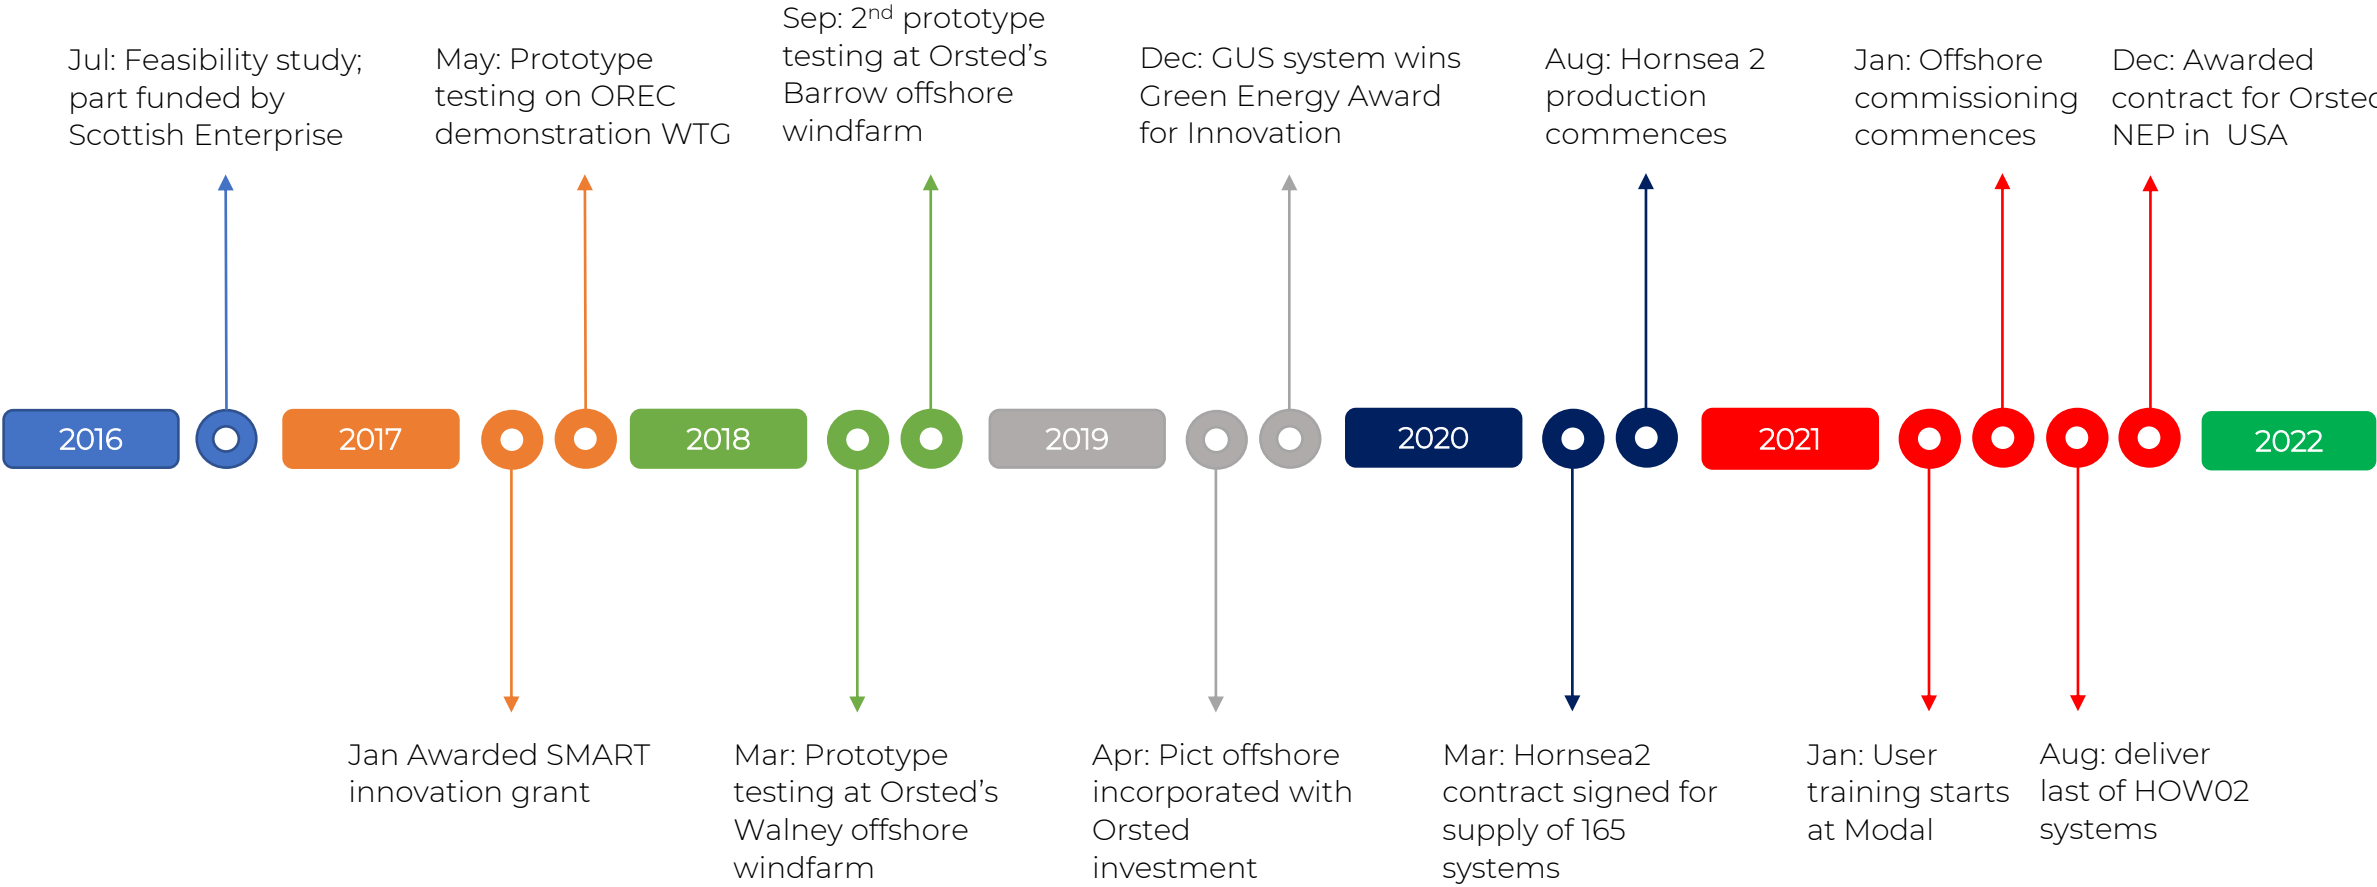 Jul: Feasibility study;
part funded by
Scottish Enterprise
May: Prototype
testing on OREC
demonstration WTG
Sep: 2nd prototype
testing at Orsted’s
Barrow offshore
windfarm
Dec: GUS system wins
Green Energy Award
for Innovation
Aug: Hornsea 2
production
commences
Jan: Offshore
commissioning
commences
Dec: Awarded
contract for Orsted
NEP in USA
2016
2017
2018
2019
2020
2021
2022
Jan Awarded SMART
innovation grant
Mar: Prototype
testing at Orsted’s
Walney offshore
windfarm
Apr: Pict offshore
incorporated with
Orsted
investment
Mar: Hornsea2
contract signed for
supply of 165
systems
Jan: User
training starts
at Modal
Aug: deliver
last of HOW02
systems